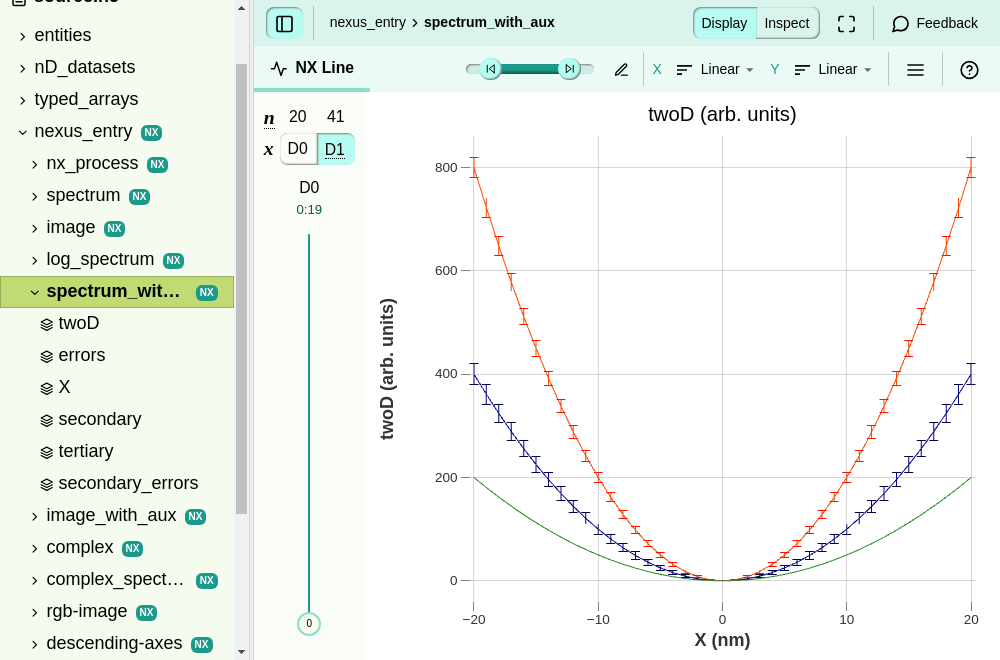 entities
nD_datasets
typed_arrays
nexus_entry NX
nx_process NX
spectrum NX
image NX
log_spectrum NX
spectrum_wit... NX
twoD
errors
X
secondary
tertiary
secondary_errors
image_with_aux NX
complex NX
complex_spect... NX
rgb-image NX
descending-axes NX
nexus_entry › spectrum_with_aux
Display Inspect
Feedback
NX Line
X Linear
Y Linear
n 20 41
x D0 D1
D0
0:19
0
twoD (arb. units)
twoD (arb. units)
800
600
400
200
0
−20 −10 0 10 20
X (nm)